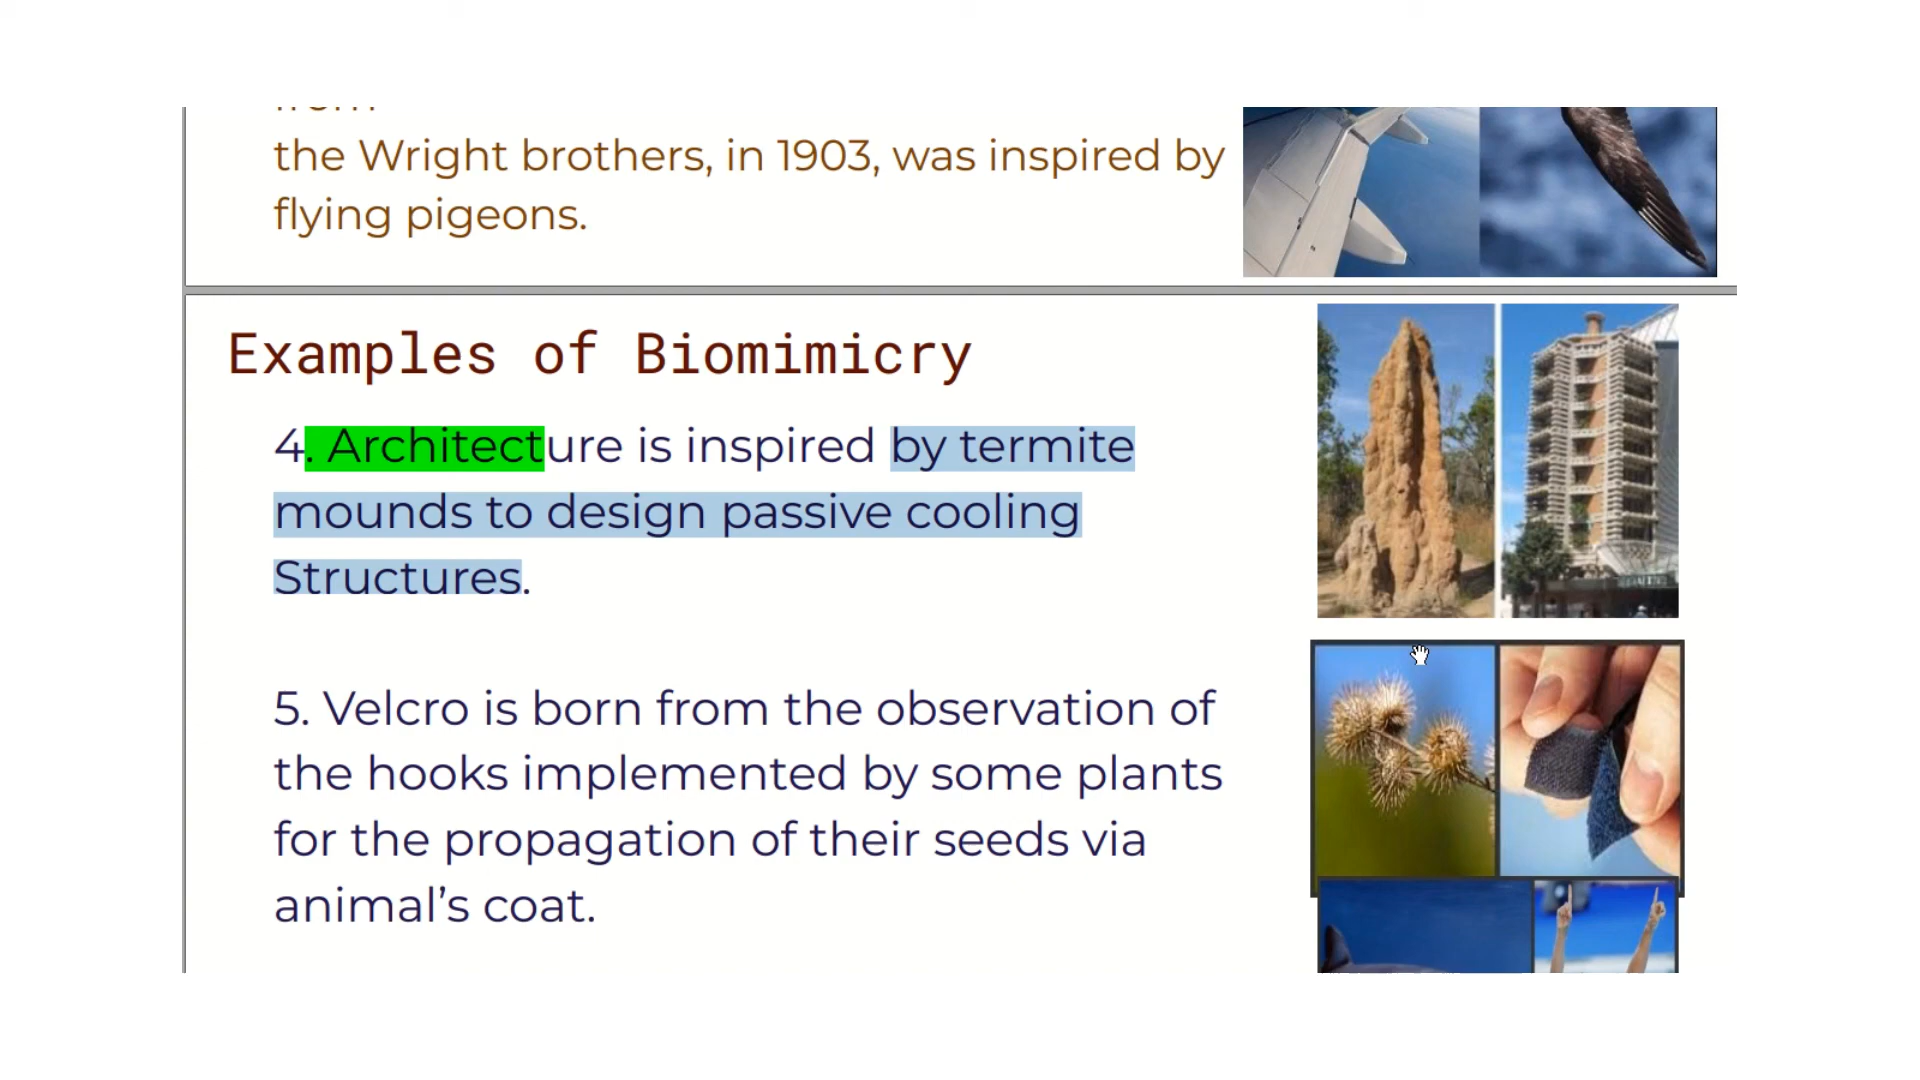 the Wright brothers, in 1903, was inspired by
flying pigeons.
Examples of Biomimicry
4. Architecture is inspired by termite
mounds to design passive cooling
Structures.
5. Velcro is born from the observation of
the hooks implemented by some plants
for the propagation of their seeds via
animal’s coat.